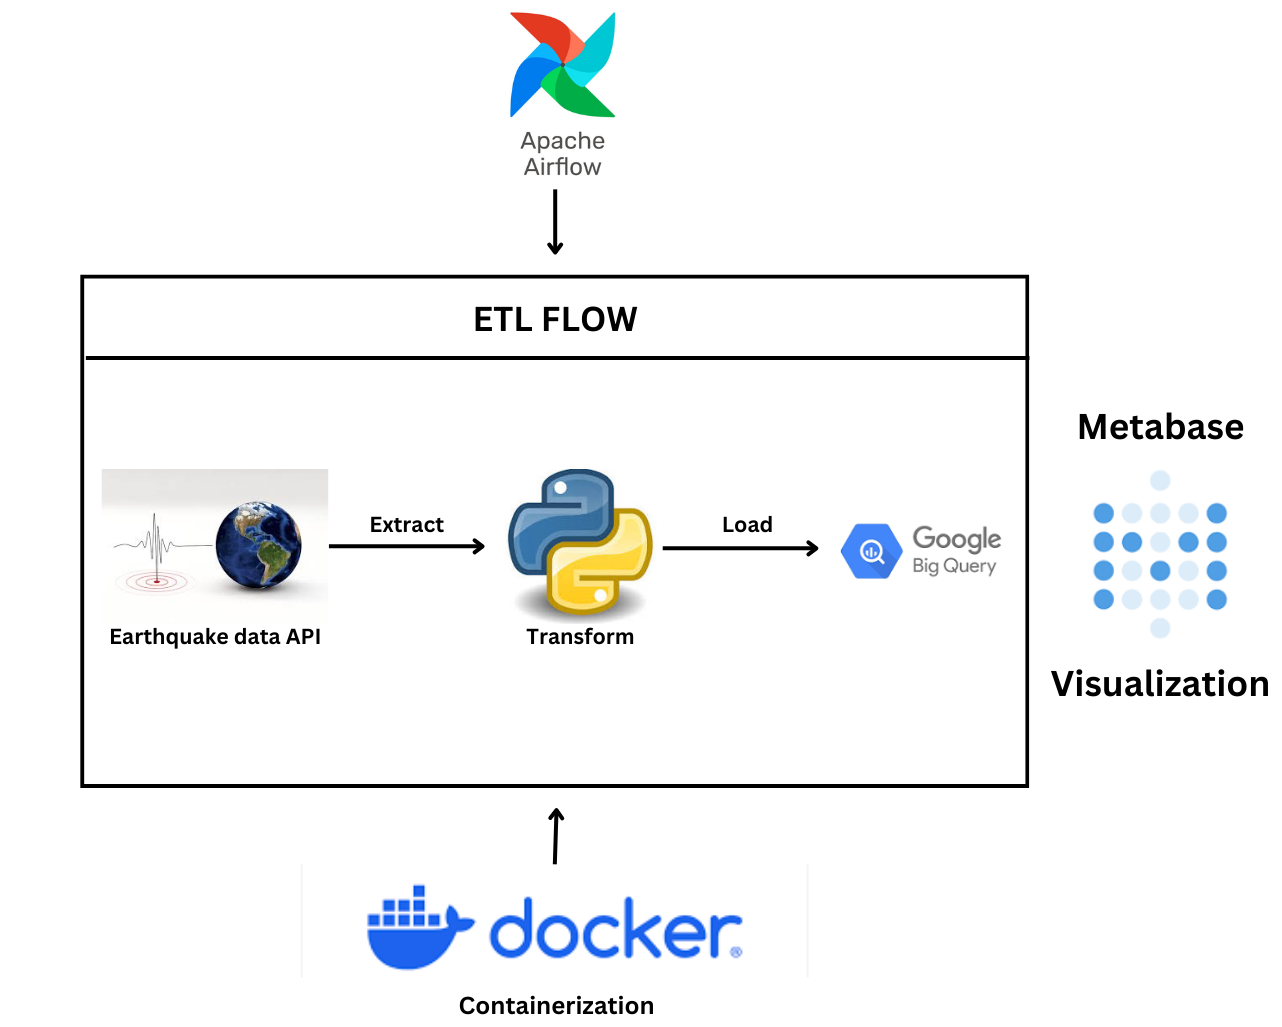 Apache
Airflow
ETL FLOW
Metabase
Extract
Load
Google
Big Query
Earthquake data API
Transform
Visualization
docker
Containerization